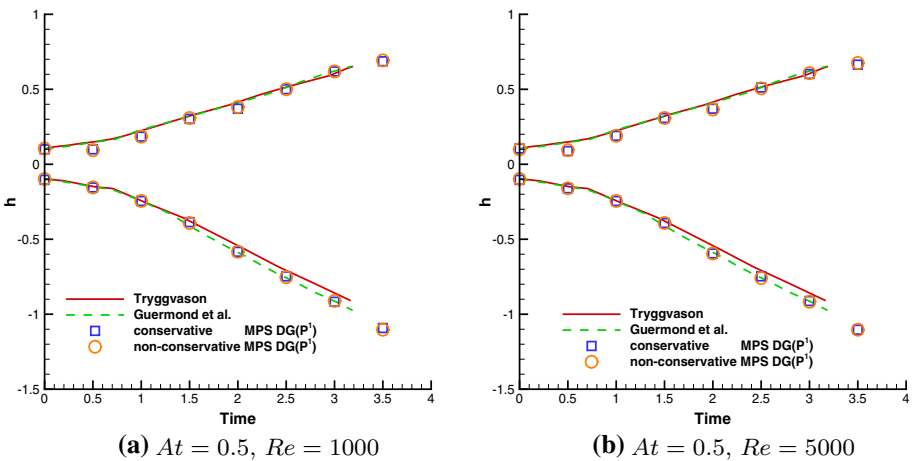 1
0.5
0
-0.5
-1
-1.5
h
Tryggvason
Guermond et al.
conservative MPS DG(P¹)
non-conservative MPS DG(P¹)
0 0.5 1 1.5 2 2.5 3 3.5 4
Time
(a) At = 0.5, Re = 1000
1
0.5
0
-0.5
-1
-1.5
h
Tryggvason
Guermond et al.
conservative MPS DG(P¹)
non-conservative MPS DG(P¹)
0 0.5 1 1.5 2 2.5 3 3.5 4
Time
(b) At = 0.5, Re = 5000